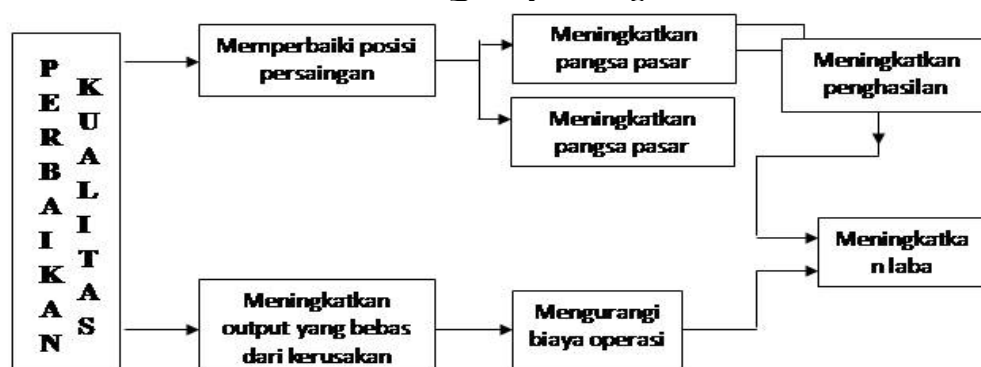 PERBAIKAN
KUALITAS
Memperbaiki posisi
persaingan
Meningkatkan
pangsa pasar
Meningkatkan
penghasilan
Meningkatkan
pangsa pasar
Meningkatka
n laba
Meningkatkan
output yang bebas
dari kerusakan
Mengurangi
biaya operasi